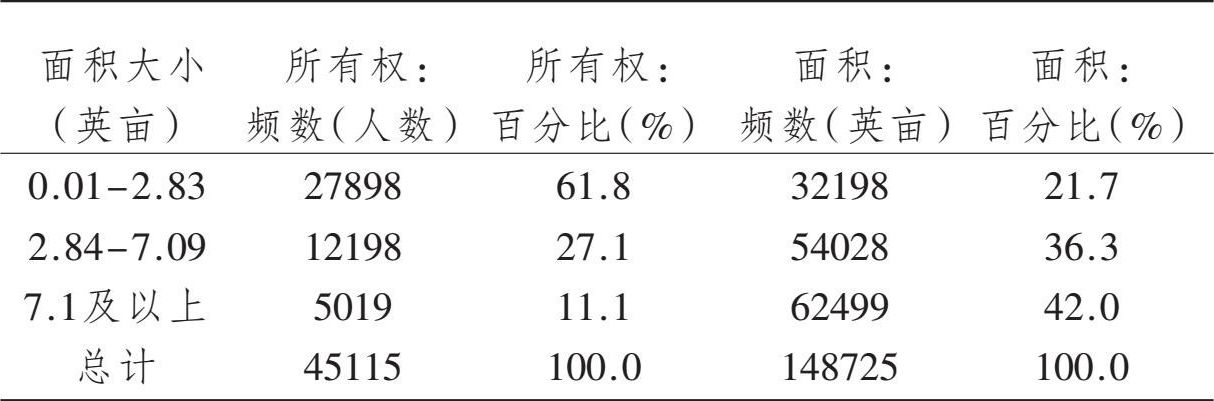 面积大小 所有权: 所有权: 面积: 面积:
(英亩) 频数(人数) 百分比(%) 频数(英亩) 百分比(%)
0.01-2.83 27898 61.8 32198 21.7
2.84-7.09 12198 27.1 54028 36.3
7.1及以上 5019 11.1 62499 42.0
总计 45115 100.0 148725 100.0